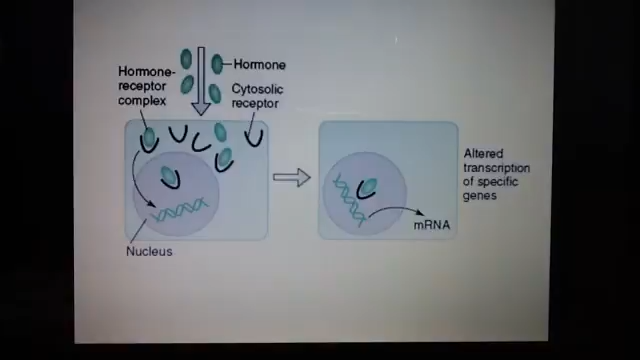 Hormone
Hormone-
receptor
complex
Cytosolic
receptor
Altered
transcription
of specific
genes
mRNA
Nucleus